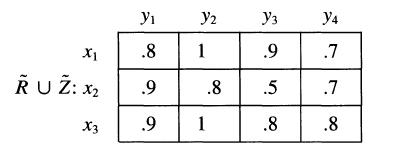 y₁ y₂ y₃ y₄
x₁ .8 1 .9 .7
R̃ ∪ Z̃: x₂ .9 .8 .5 .7
x₃ .9 1 .8 .8